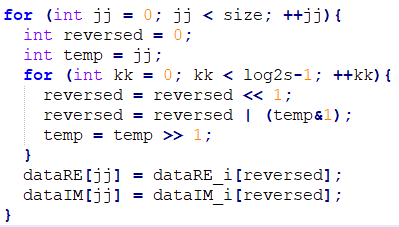 for (int jj = 0; jj < size; ++jj){
  int reversed = 0;
  int temp = jj;
  for (int kk = 0; kk < log2s-1; ++kk){
    reversed = reversed << 1;
    reversed = reversed | (temp&1);
    temp = temp >> 1;
  }
  dataRE[jj] = dataRE_i[reversed];
  dataIM[jj] = dataIM_i[reversed];
}